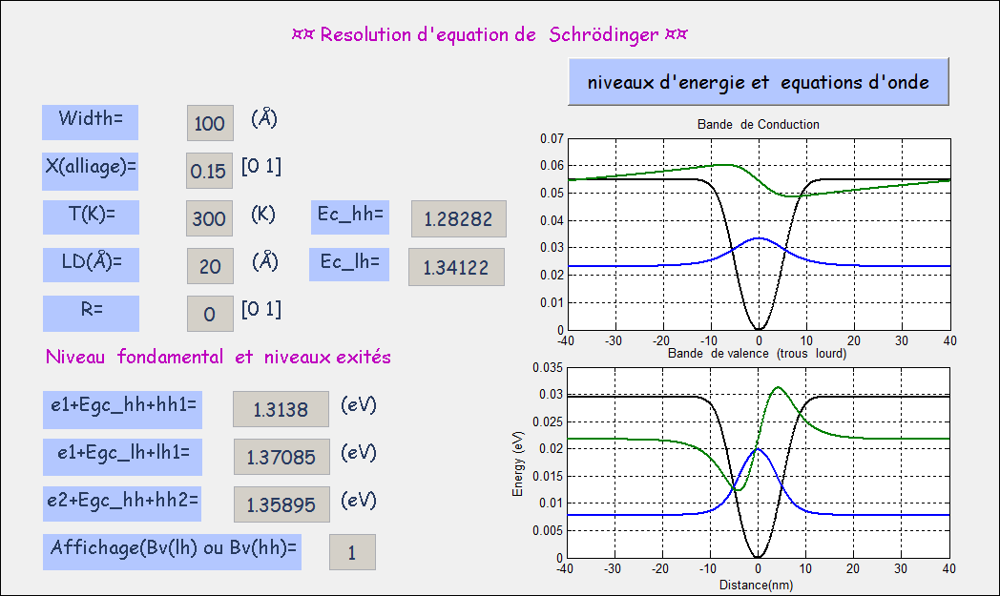 ¤¤ Resolution d'equation de Schrödinger ¤¤
niveaux d'energie et equations d'onde
Width= 100 (Å)
X(alliage)= 0.15 [0 1]
T(K)= 300 (K) Ec_hh= 1.28282
LD(Å)= 20 (Å) Ec_lh= 1.34122
R= 0 [0 1]
Niveau fondamental et niveaux exités
e1+Egc_hh+hh1= 1.3138 (eV)
e1+Egc_lh+lh1= 1.37085 (eV)
e2+Egc_hh+hh2= 1.35895 (eV)
Affichage(Bv(lh) ou Bv(hh)= 1
Bande de Conduction
0.07
0.06
0.05
0.04
0.03
0.02
0.01
0
-40 -30 -20 -10 0 10 20 30 40
Bande de valence (trous lourd)
0.035
0.03
0.025
0.02
0.015
0.01
0.005
0
Energy (eV)
-40 -30 -20 -10 0 10 20 30 40
Distance(nm)